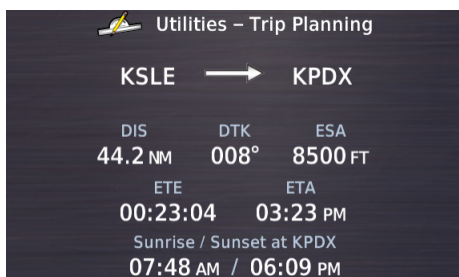 Utilities – Trip Planning
KSLE KPDX
DIS DTK ESA
44.2 NM 008° 8500 FT
ETE ETA
00:23:04 03:23 PM
Sunrise / Sunset at KPDX
07:48 AM / 06:09 PM